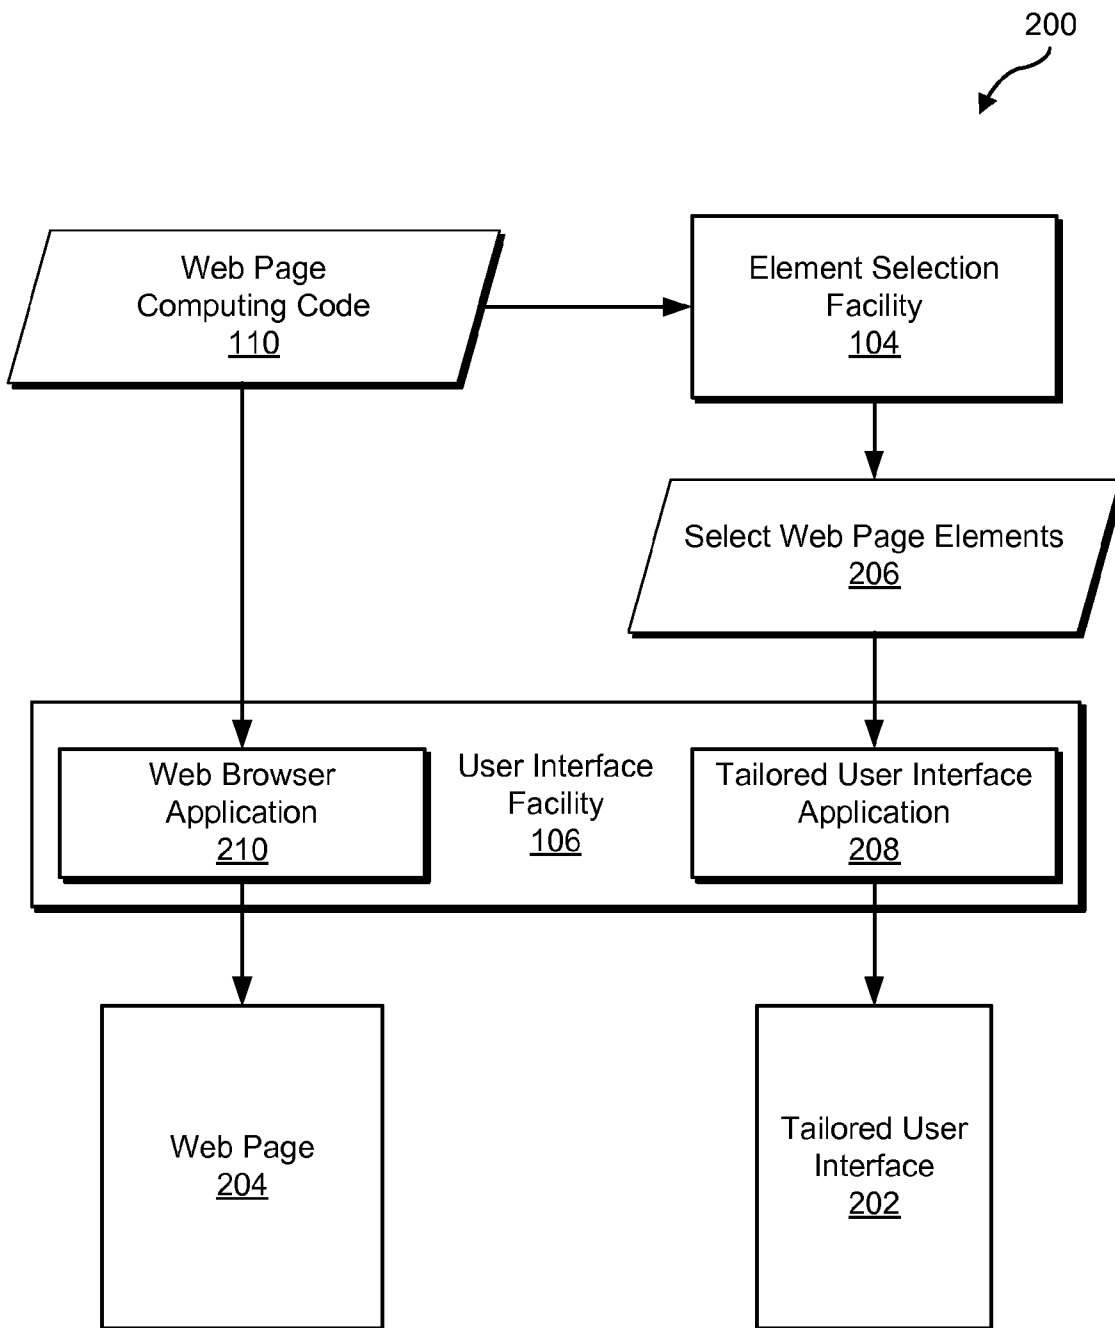 200
Web Page
Computing Code
110
Element Selection
Facility
104
Select Web Page Elements
206
Web Browser
Application
210
User Interface
Facility
106
Tailored User Interface
Application
208
Web Page
204
Tailored User
Interface
202